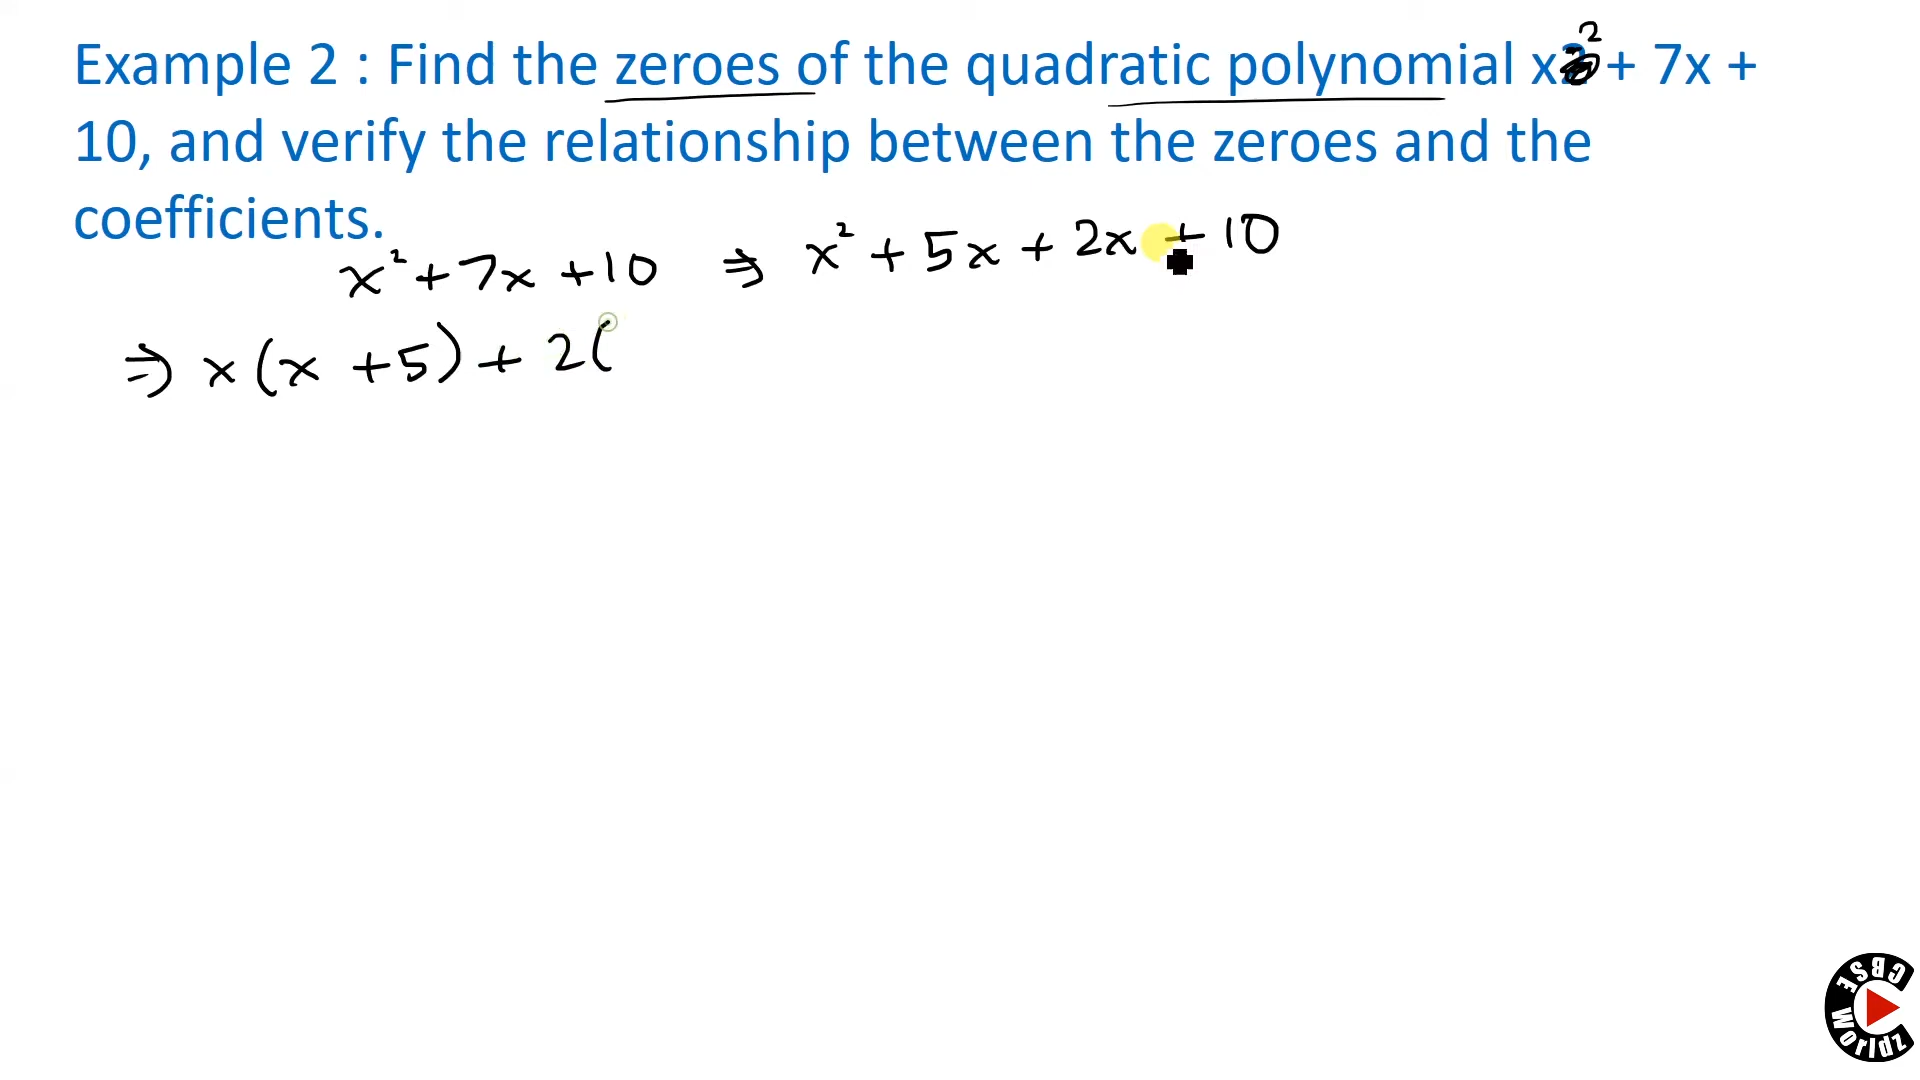 Example 2 : Find the zeroes of the quadratic polynomial x² + 7x +
10, and verify the relationship between the zeroes and the
coefficients.
x² + 7x + 10 ⇒ x² + 5x + 2x + 10
⇒ x(x + 5) + 2(
CBSE Worldz